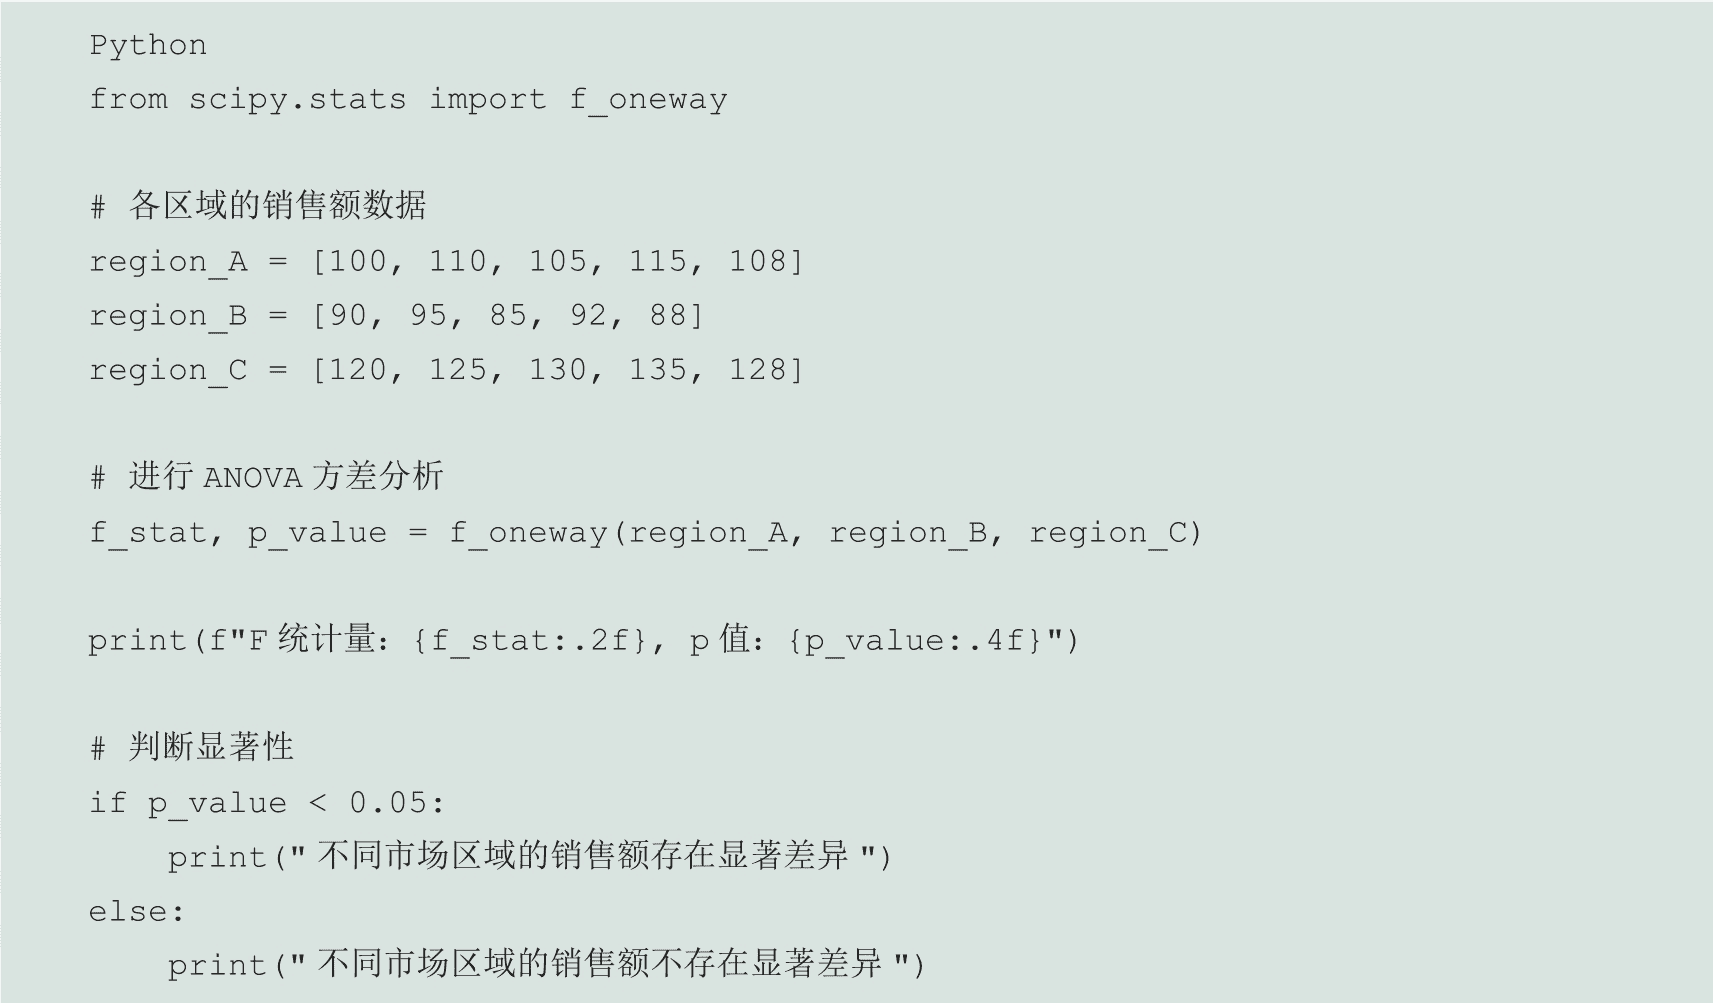 Python
from scipy.stats import f_oneway
# 各区域的销售额数据
region_A = [100, 110, 105, 115, 108]
region_B = [90, 95, 85, 92, 88]
region_C = [120, 125, 130, 135, 128]
# 进行 ANOVA 方差分析
f_stat, p_value = f_oneway(region_A, region_B, region_C)
print(f"F 统计量：{f_stat:.2f}, p 值：{p_value:.4f}")
# 判断显著性
if p_value < 0.05:
    print(" 不同市场区域的销售额存在显著差异 ")
else:
    print(" 不同市场区域的销售额不存在显著差异 ")